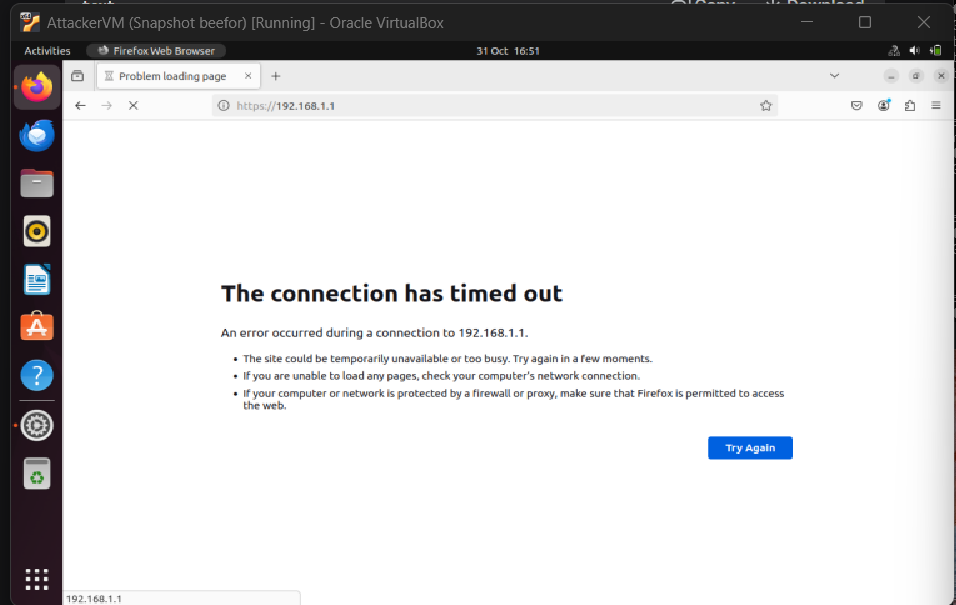 AttackerVM (Snapshot beefor) [Running] - Oracle VirtualBox
Activities Firefox Web Browser 31 Oct 16:51
Problem loading page
https://192.168.1.1
The connection has timed out
An error occurred during a connection to 192.168.1.1.
• The site could be temporarily unavailable or too busy. Try again in a few moments.
• If you are unable to load any pages, check your computer's network connection.
• If your computer or network is protected by a firewall or proxy, make sure that Firefox is permitted to access
the web.
Try Again
192.168.1.1